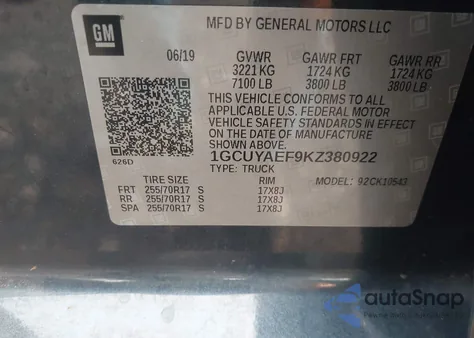 GM
MFD BY GENERAL MOTORS LLC
06/19 GVWR GAWR FRT GAWR RR
3221 KG 1724 KG 1724 KG
7100 LB 3800 LB 3800 LB
THIS VEHICLE CONFORMS TO ALL
APPLICABLE U.S. FEDERAL MOTOR
VEHICLE SAFETY STANDARDS IN EFFECT ON
THE DATE OF MANUFACTURE SHOWN ABOVE.
1GCUYAEF9KZ380922
626D
TYPE: TRUCK MODEL: 92CK10543
TIRE SIZE RIM
FRT 255/70R17 S 17X8J
RR 255/70R17 S 17X8J
SPA 255/70R17 S 17X8J
autoSnap